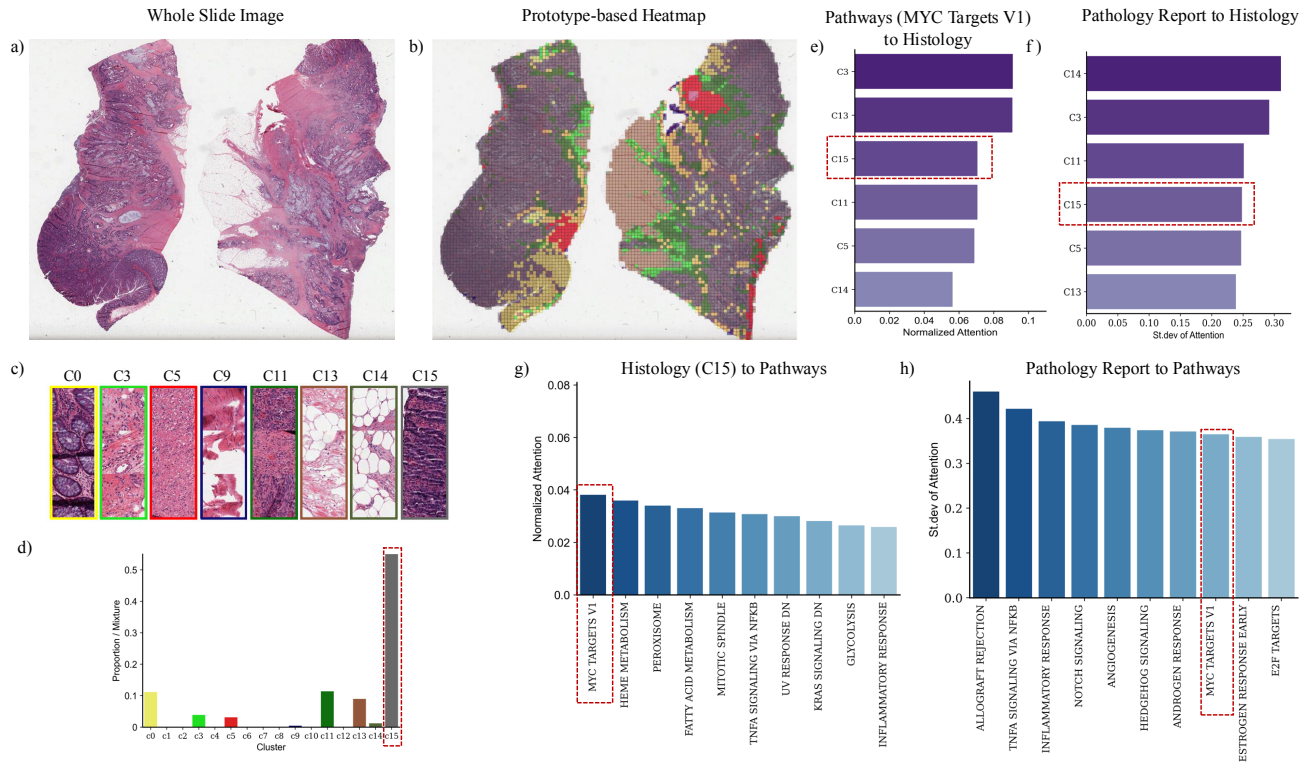 Whole Slide Image
Prototype-based Heatmap
Pathways (MYC Targets V1)
to Histology
Pathology Report to Histology
a)
b)
e)
C3
C13
C15
C11
C5
C14
0.0
0.02
0.04
0.06
0.08
0.1
Normalized Attention
f)
C14
C3
C11
C15
C5
C13
0.00
0.05
0.10
0.15
0.20
0.25
0.30
St.dev of Attention
c)
C0
C3
C5
C9
C11
C13
C14
C15
d)
Proportion / Mixture
0.5
0.4
0.3
0.2
0.1
0
c0
c1
c2
c3
c4
c5
c6
c7
c8
c9
c10
c11
c12
c13
c14
c15
Cluster
g)
Histology (C15) to Pathways
Normalized Attention
0.08
0.06
0.04
0.02
0.00
MYC TARGETS V1
HEME METABOLISM
PEROXISOME
FATTY ACID METABOLISM
MITOTIC SPINDLE
TNFA SIGNALING VIA NFKB
UV RESPONSE DN
KRAS SIGNALING DN
GLYCOLYSIS
INFLAMMATORY RESPONSE
h)
Pathology Report to Pathways
St.dev of Attention
0.4
0.3
0.2
0.1
0.0
ALLOGRAFT REJECTION
TNFA SIGNALING VIA NFKB
INFLAMMATORY RESPONSE
NOTCH SIGNALING
ANGIOGENESIS
HEDGEHOG SIGNALING
ANDROGEN RESPONSE
MYC TARGETS V1
ESTROGEN RESPONSE EARLY
E2F TARGETS